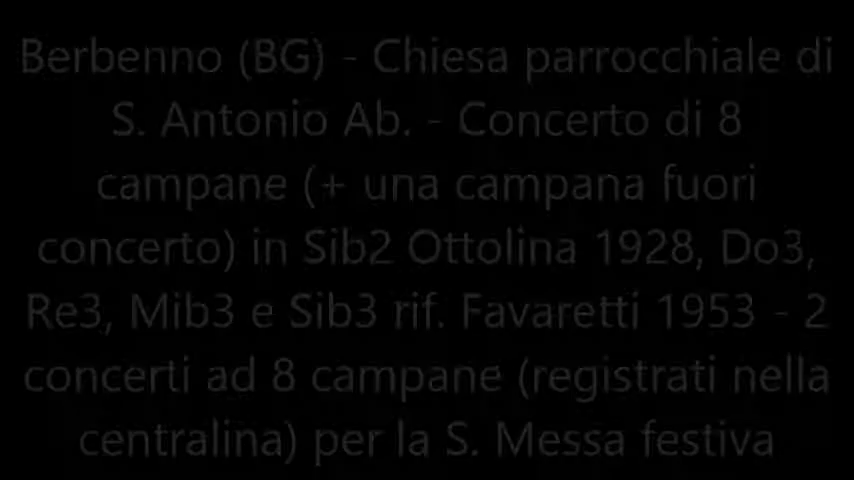 Berbenno (BG) - Chiesa parrocchiale di
S. Antonio Ab. - Concerto di 8
campane (+ una campana fuori
concerto) in Sib2 Ottolina 1928, Do3,
Re3, Mib3 e Sib3 rif. Favaretti 1953 - 2
concerti ad 8 campane (registrati nella
centralina) per la S. Messa festiva